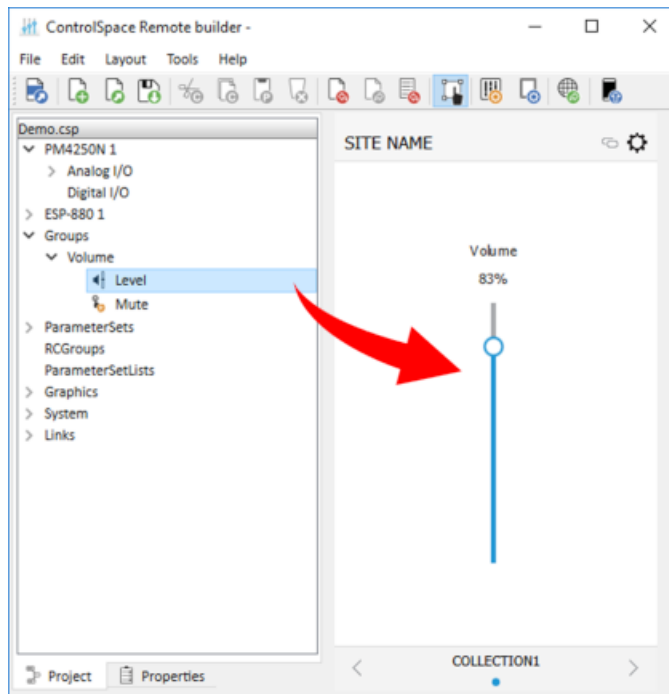 ControlSpace Remote builder -
File Edit Layout Tools Help
Demo.csp
PM4250N 1
Analog I/O
Digital I/O
ESP-880 1
Groups
Volume
Level
Mute
ParameterSets
RCGroups
ParameterSetLists
Graphics
System
Links
Project Properties
SITE NAME
Volume
83%
COLLECTION1